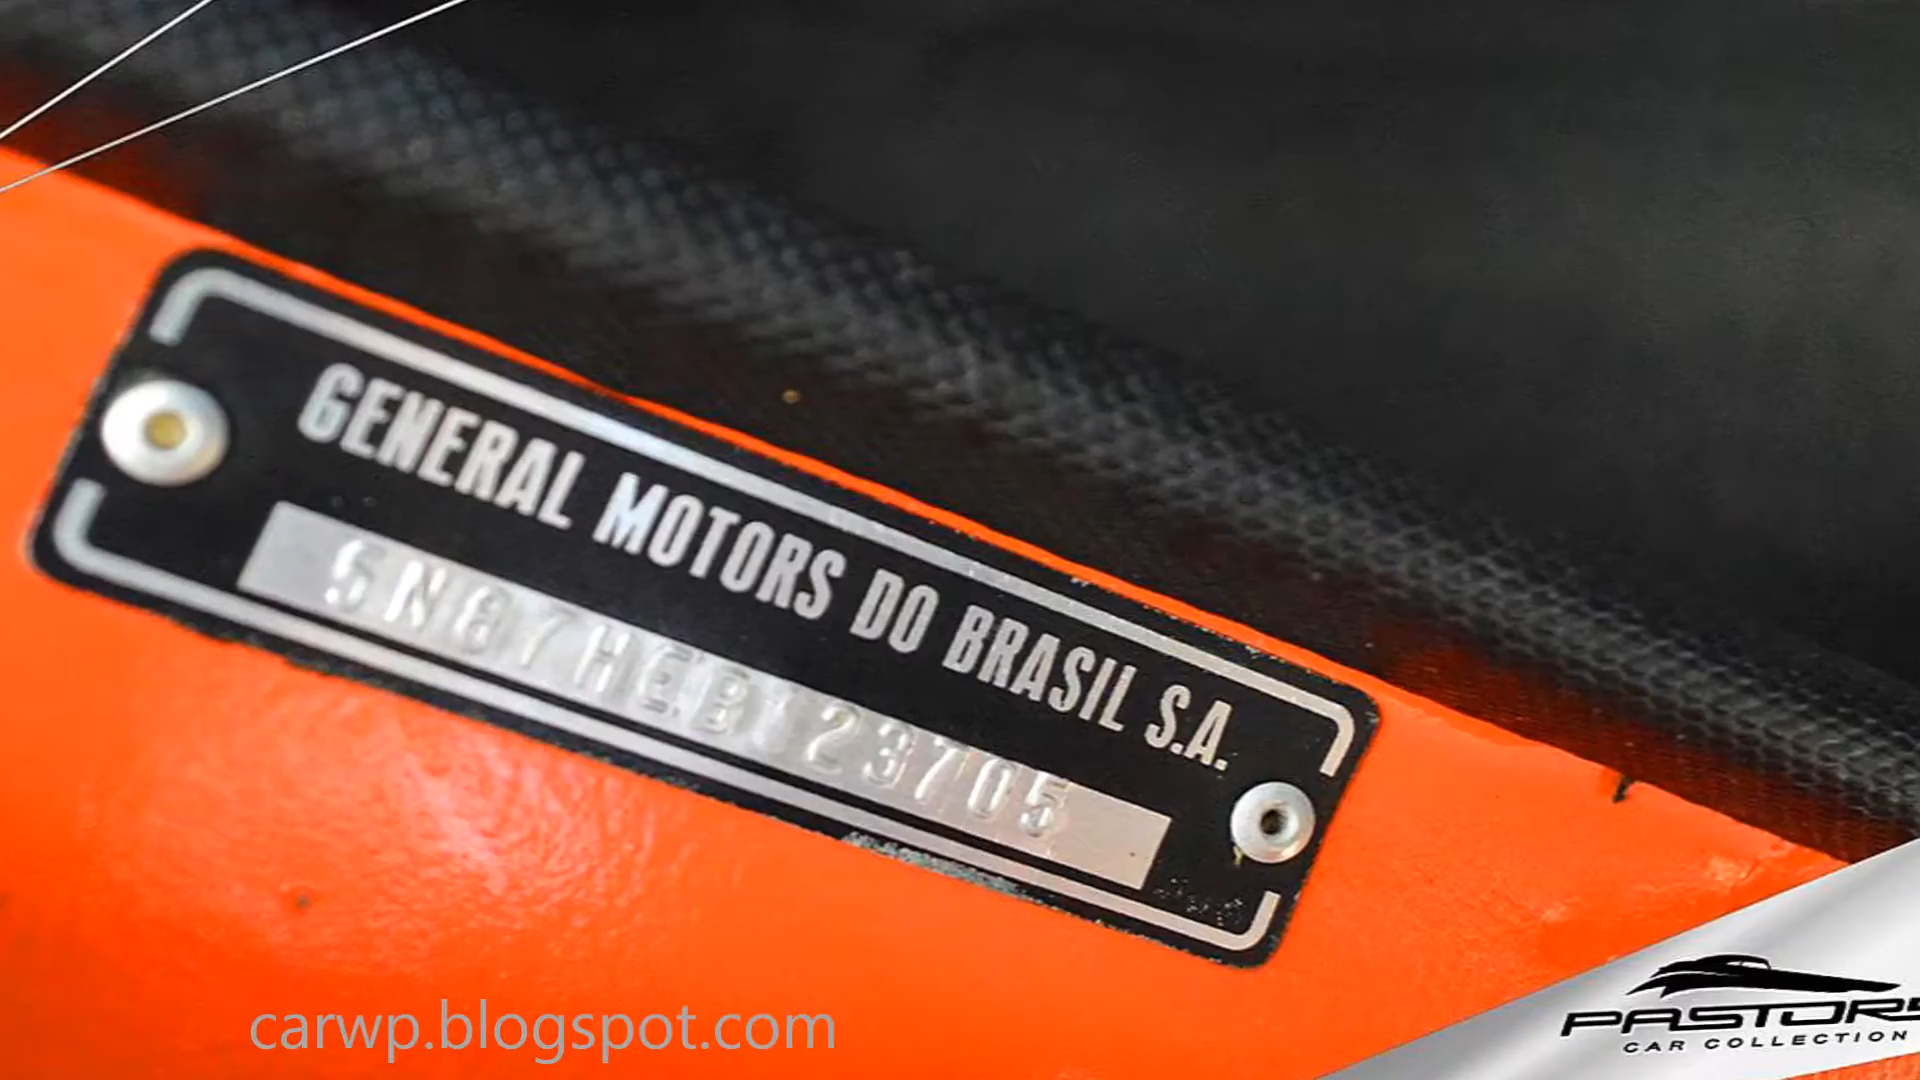 GENERAL MOTORS DO BRASIL S.A.
5N87HEB123705
carwp.blogspot.com
PASTORE
CAR COLLECTION